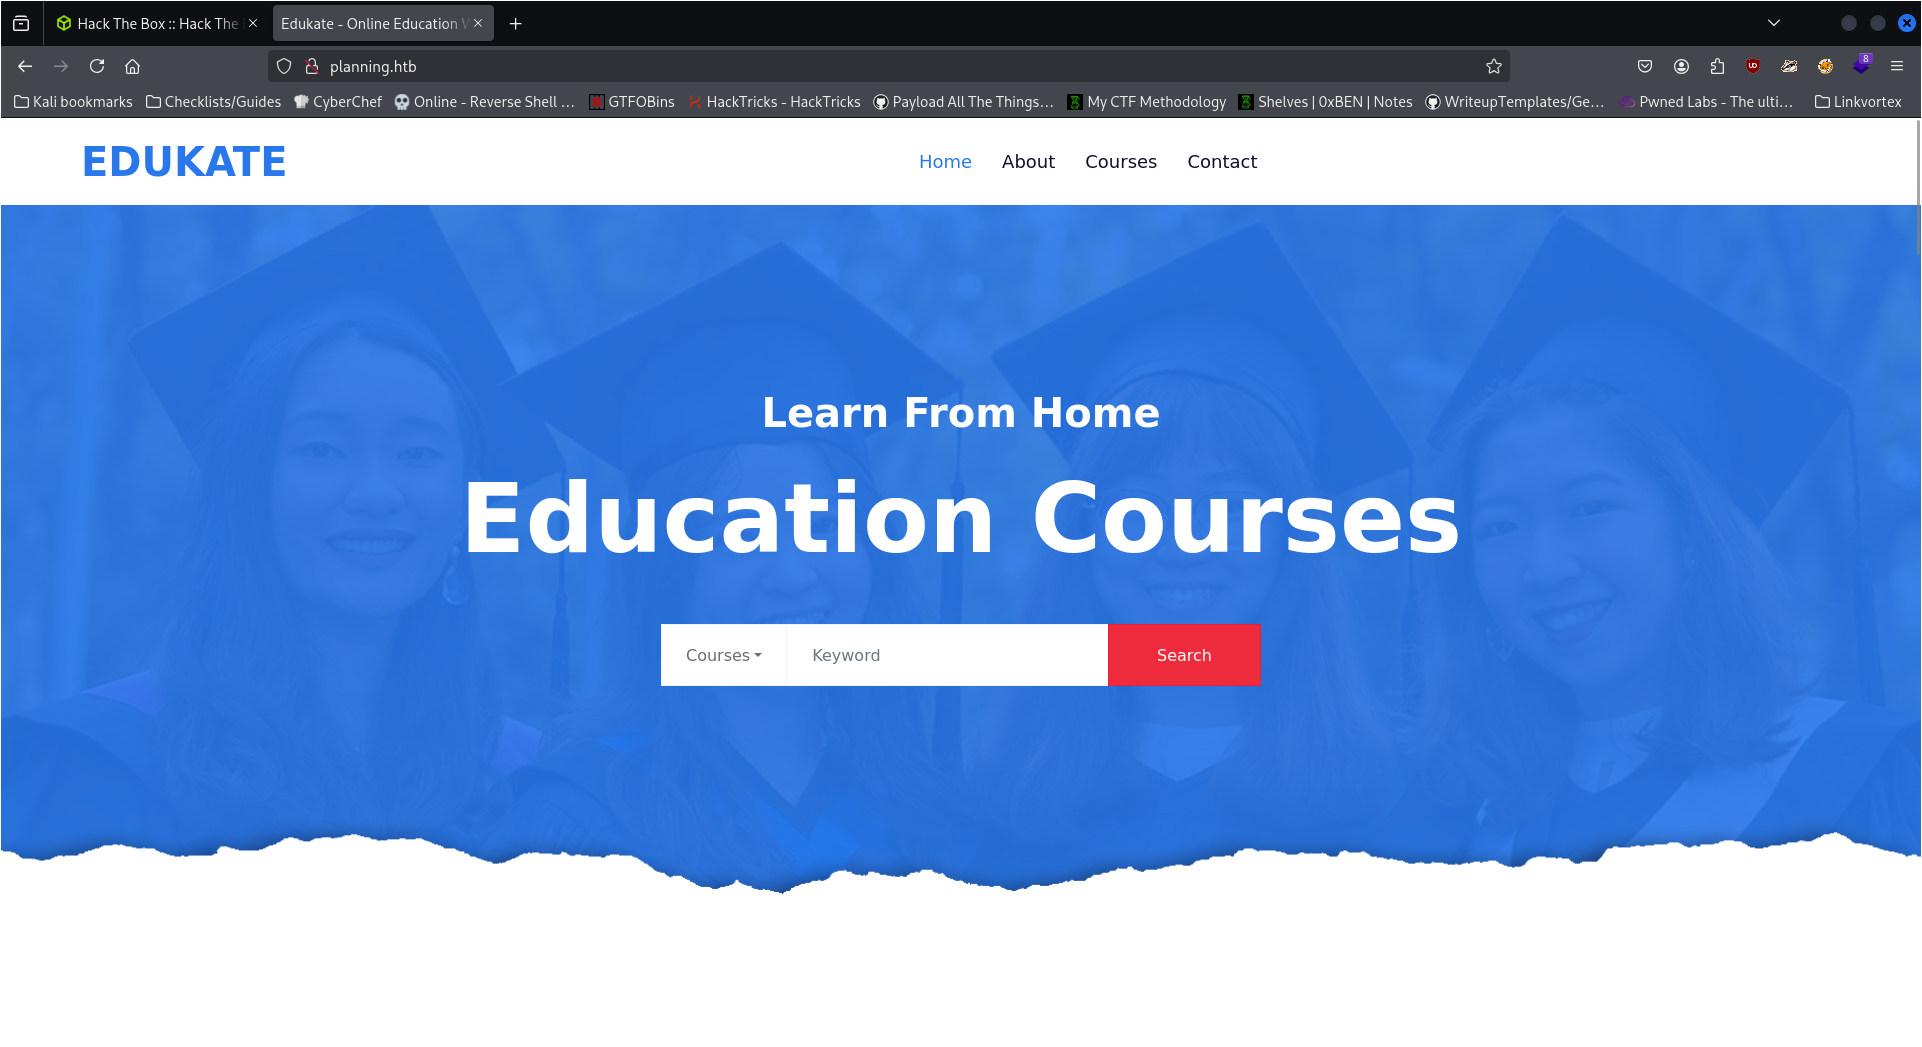 Hack The Box :: Hack The
Edukate - Online Education W
planning.htb
8
Kali bookmarks Checklists/Guides CyberChef Online - Reverse Shell ... GTFOBins HackTricks - HackTricks Payload All The Things... My CTF Methodology Shelves | 0xBEN | Notes WriteupTemplates/Ge... Pwned Labs - The ulti... Linkvortex
EDUKATE
Home About Courses Contact
Learn From Home
Education Courses
Courses Keyword Search